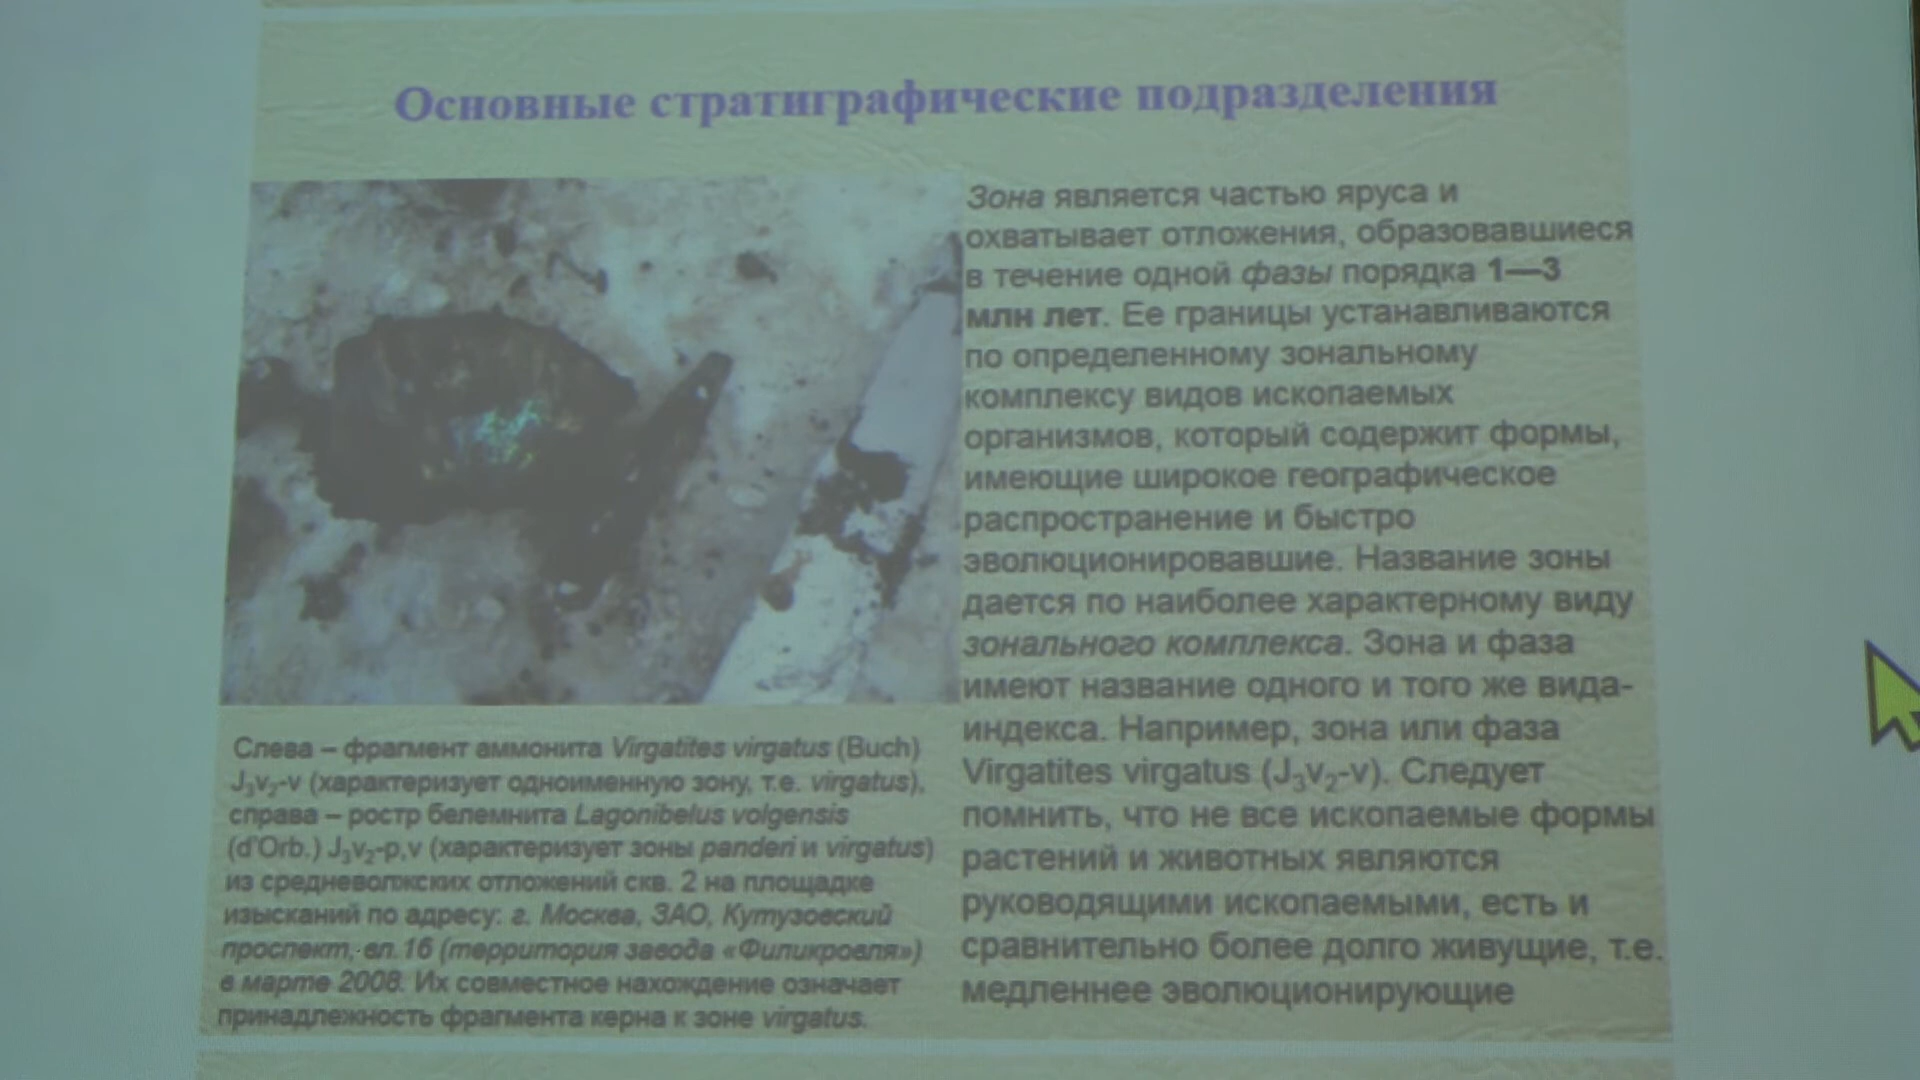 Основные стратиграфические подразделения
Зона является частью яруса и
охватывает отложения, образовавшиеся
в течение одной фазы порядка 1—3
млн лет. Ее границы устанавливаются
по определенному зональному
комплексу видов ископаемых
организмов, который содержит формы,
имеющие широкое географическое
распространение и быстро
эволюционировавшие. Название зоны
дается по наиболее характерному виду
зонального комплекса. Зона и фаза
имеют название одного и того же вида-
индекса. Например, зона или фаза
Virgatites virgatus (J₃v₂-v). Следует
помнить, что не все ископаемые формы
растений и животных являются
руководящими ископаемыми, есть и
сравнительно более долго живущие, т.е.
медленнее эволюционирующие
Слева – фрагмент аммонита Virgatites virgatus (Buch)
J₃v₂-v (характеризует одноименную зону, т.е. virgatus),
справа – ростр белемнита Lagonibelus volgensis
(d'Orb.) J₃v₂-p,v (характеризует зоны panderi и virgatus)
из средневолжских отложений скв. 2 на площадке
изысканий по адресу: г. Москва, ЗАО, Кутузовский
проспект, вл.16 (территория завода «Филикровля»)
в марте 2008. Их совместное нахождение означает
принадлежность фрагмента керна к зоне virgatus.